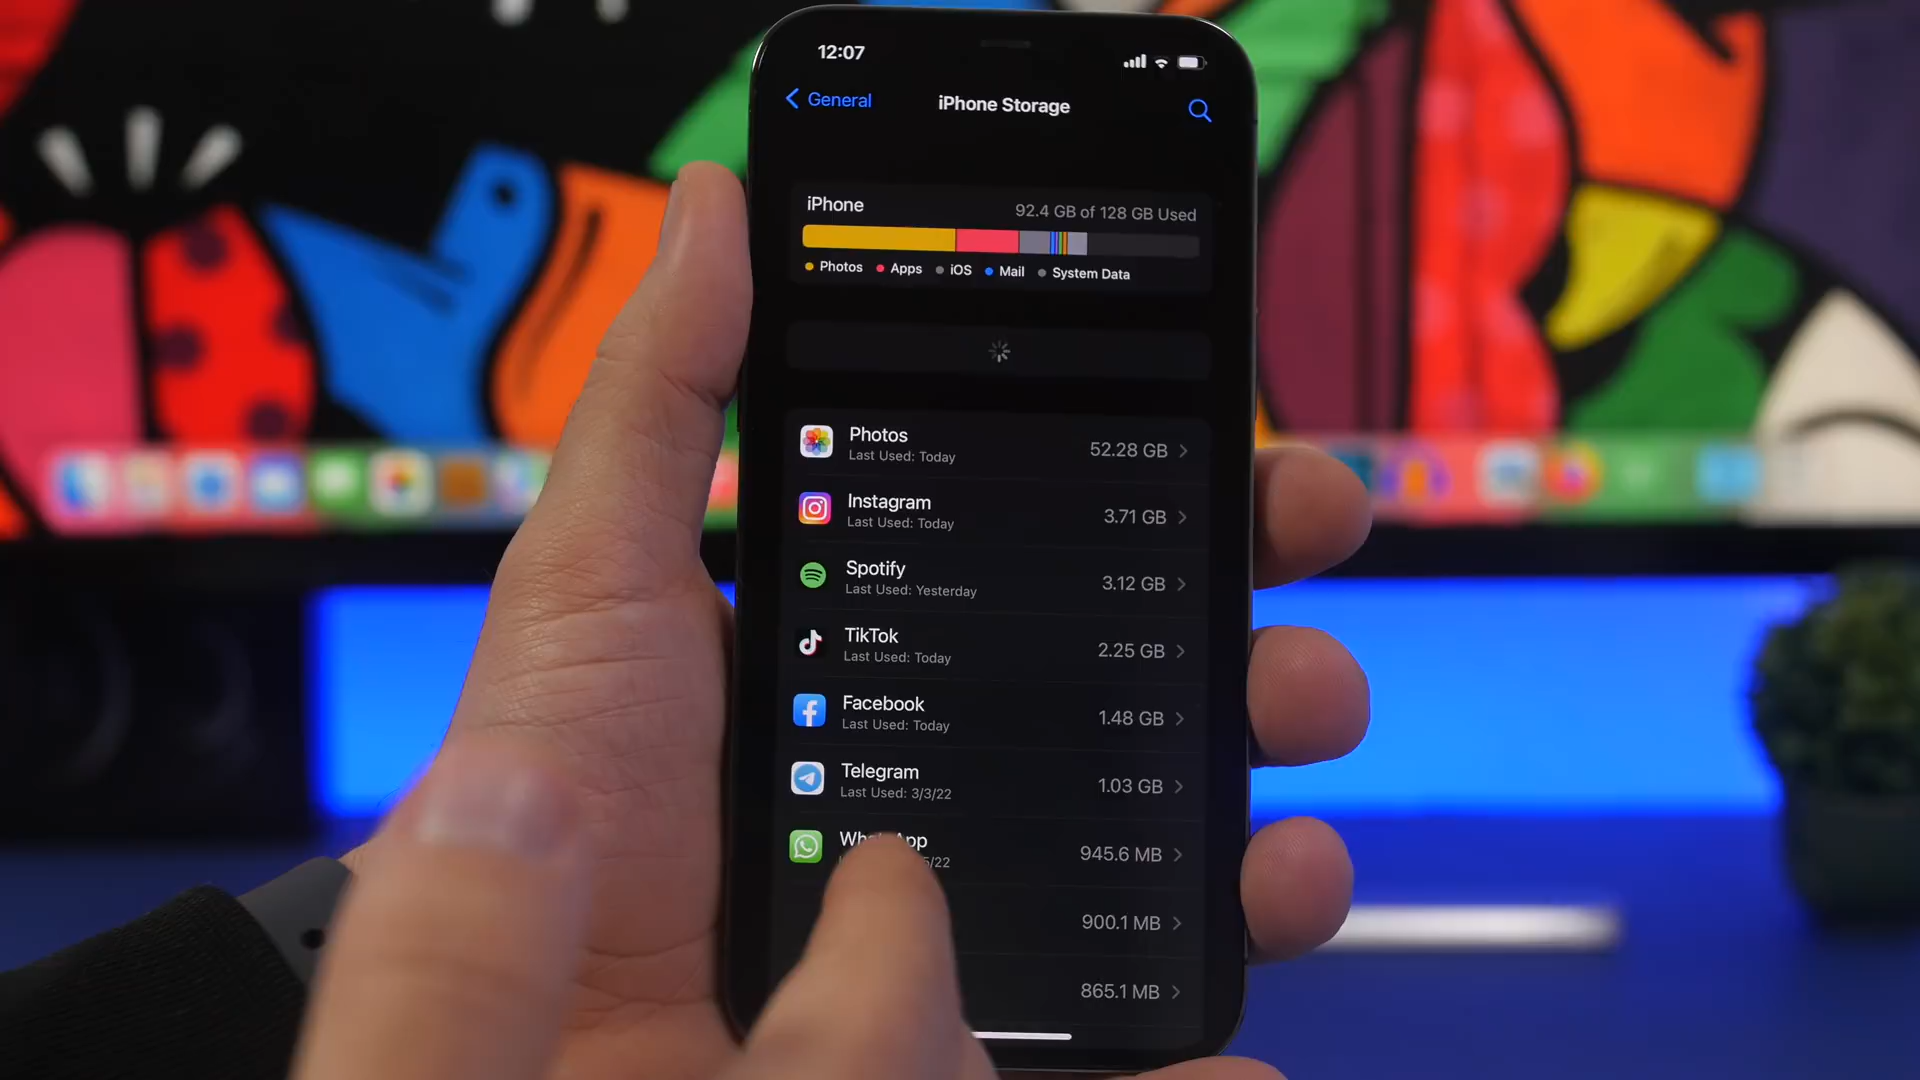 12:07
General
iPhone Storage
iPhone
92.4 GB of 128 GB Used
Photos
Apps
iOS
Mail
System Data
Photos
Last Used: Today
52.28 GB
Instagram
Last Used: Today
3.71 GB
Spotify
Last Used: Yesterday
3.12 GB
TikTok
Last Used: Today
2.25 GB
Facebook
Last Used: Today
1.48 GB
Telegram
Last Used: 3/3/22
1.03 GB
WhatsApp
945.6 MB
900.1 MB
865.1 MB